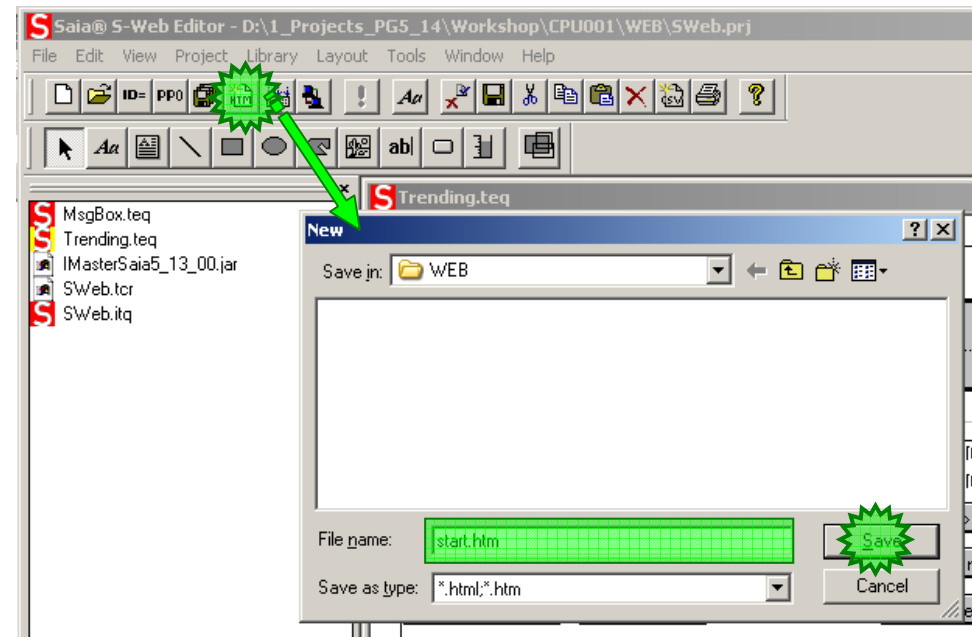 Saia® S-Web Editor - D:\1_Projects_PG5_14\Workshop\CPU001\WEB\SWeb.prj
File Edit View Project Library Layout Tools Window Help
ID= PPO HTM Aa CSV ?
Aa ab|
Trending.teq
MsgBox.teq
Trending.teq
IMasterSaia5_13_00.jar
SWeb.tcr
SWeb.itq
New
Save in: WEB
File name: start.htm
Save
Save as type: *.html;*.htm
Cancel